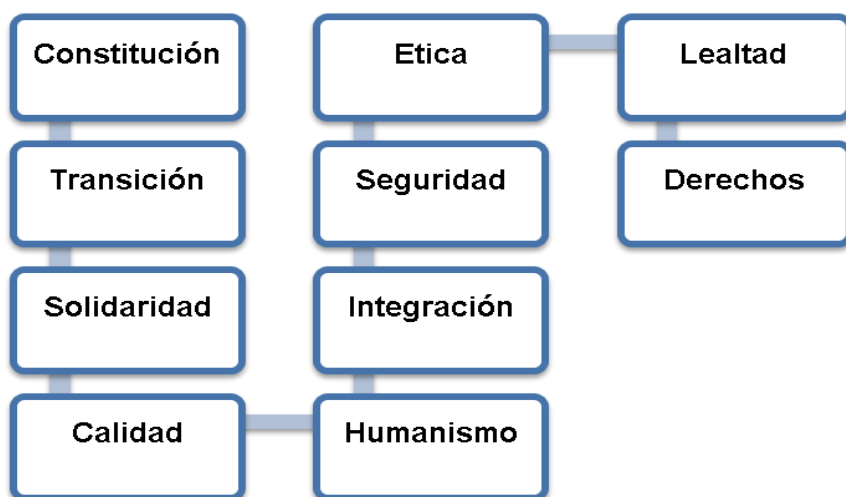 Constitución
Transición
Solidaridad
Calidad
Humanismo
Integración
Seguridad
Etica
Lealtad
Derechos